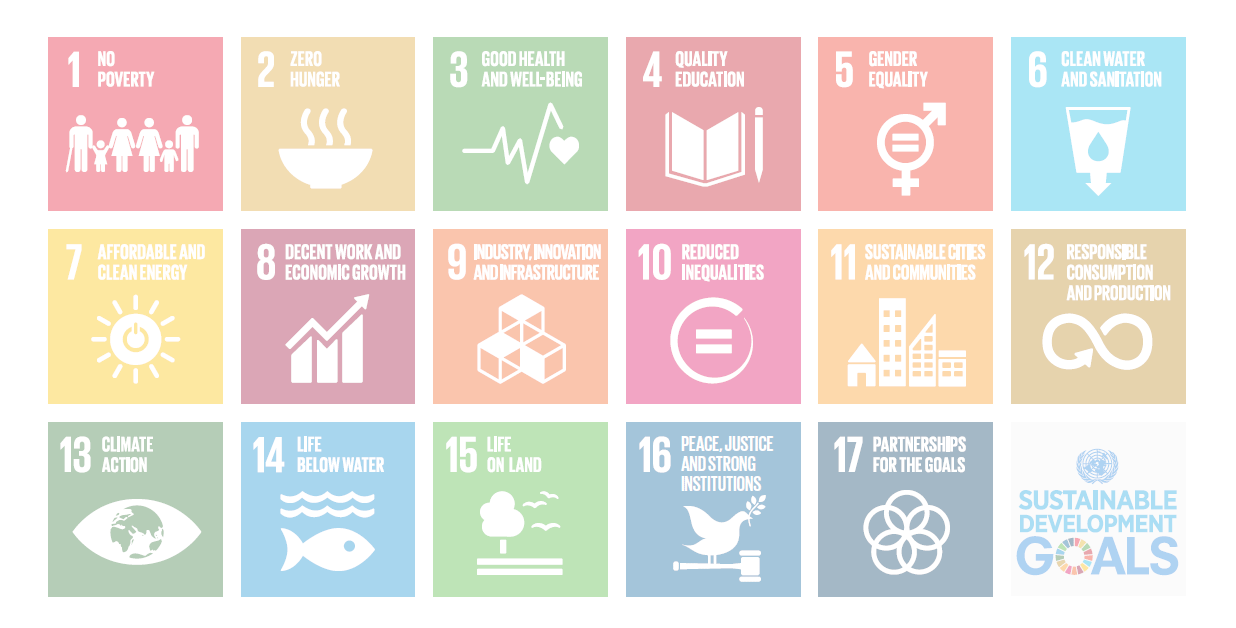 1 NO
POVERTY
2 ZERO
HUNGER
3 GOOD HEALTH
AND WELL-BEING
4 QUALITY
EDUCATION
5 GENDER
EQUALITY
6 CLEAN WATER
AND SANITATION
7 AFFORDABLE AND
CLEAN ENERGY
8 DECENT WORK AND
ECONOMIC GROWTH
9 INDUSTRY, INNOVATION
AND INFRASTRUCTURE
10 REDUCED
INEQUALITIES
11 SUSTAINABLE CITIES
AND COMMUNITIES
12 RESPONSIBLE
CONSUMPTION
AND PRODUCTION
13 CLIMATE
ACTION
14 LIFE
BELOW WATER
15 LIFE
ON LAND
16 PEACE, JUSTICE
AND STRONG
INSTITUTIONS
17 PARTNERSHIPS
FOR THE GOALS
SUSTAINABLE
DEVELOPMENT
GOALS